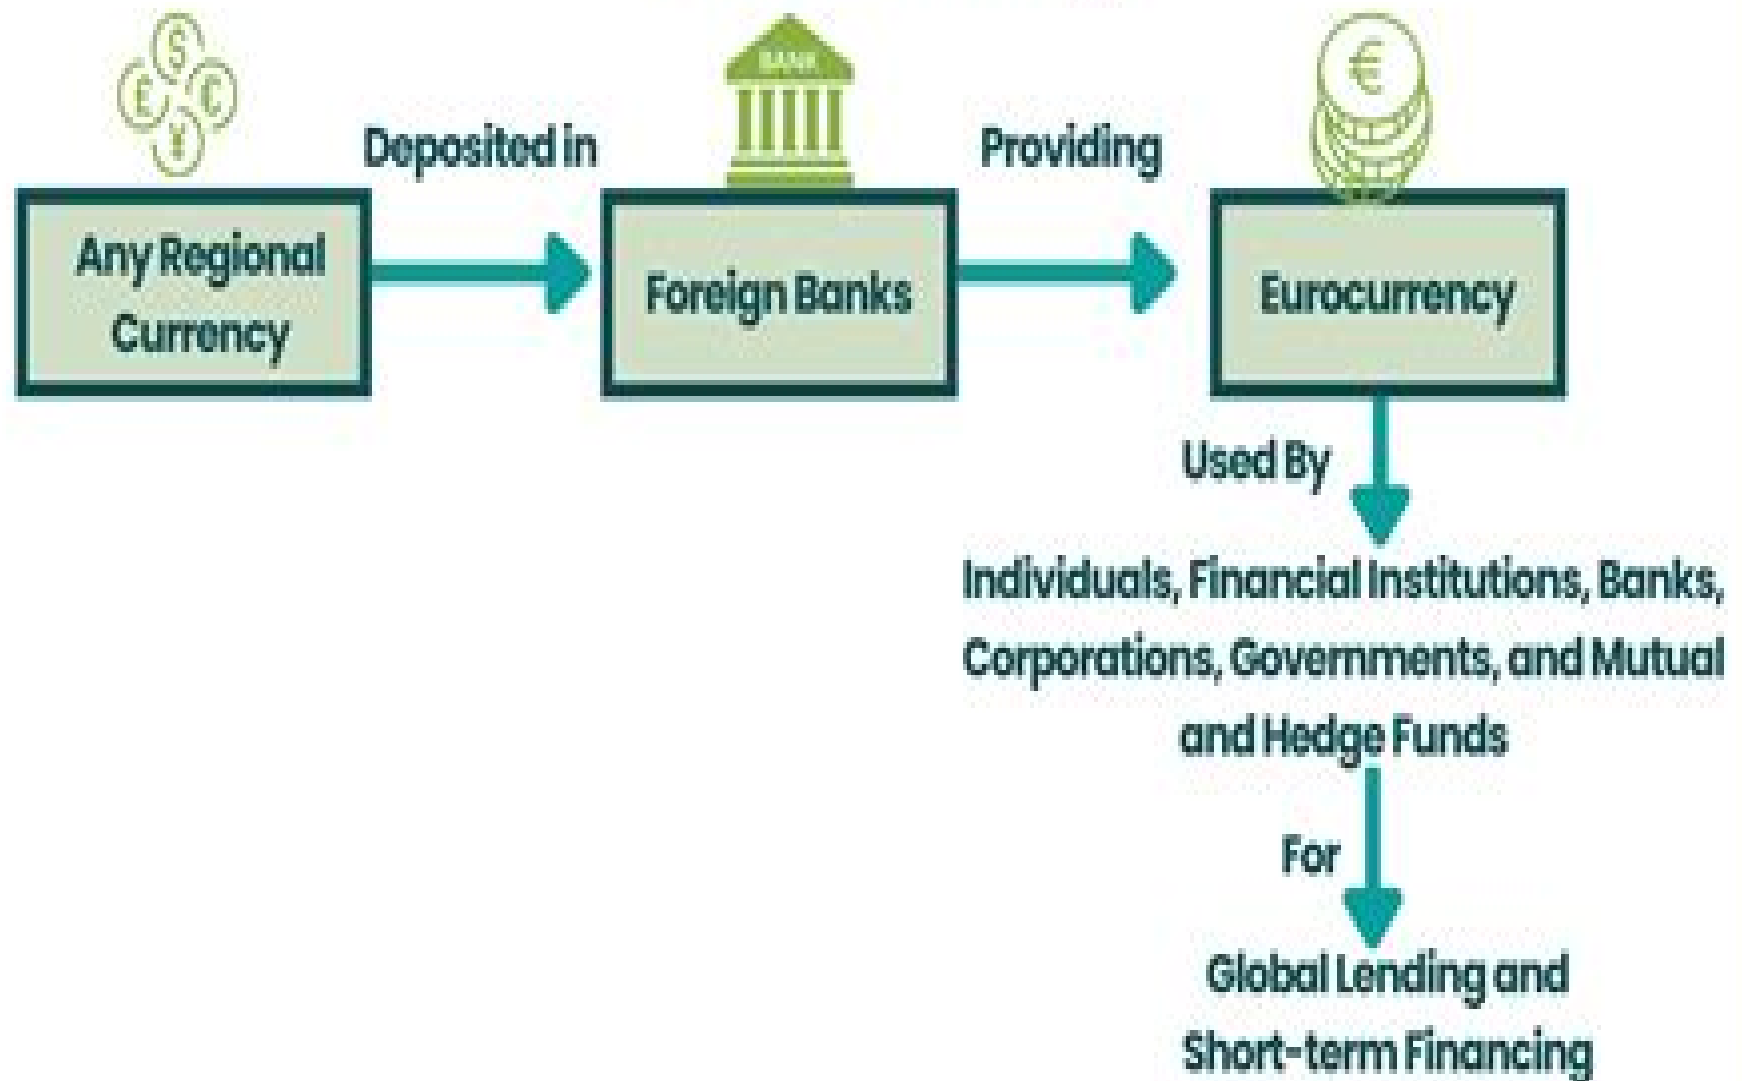 BANK
Deposited in
Providing
Any Regional
Currency
Foreign Banks
Eurocurrency
Used By
Individuals, Financial Institutions, Banks,
Corporations, Governments, and Mutual
and Hedge Funds
For
Global Lending and
Short-term Financing